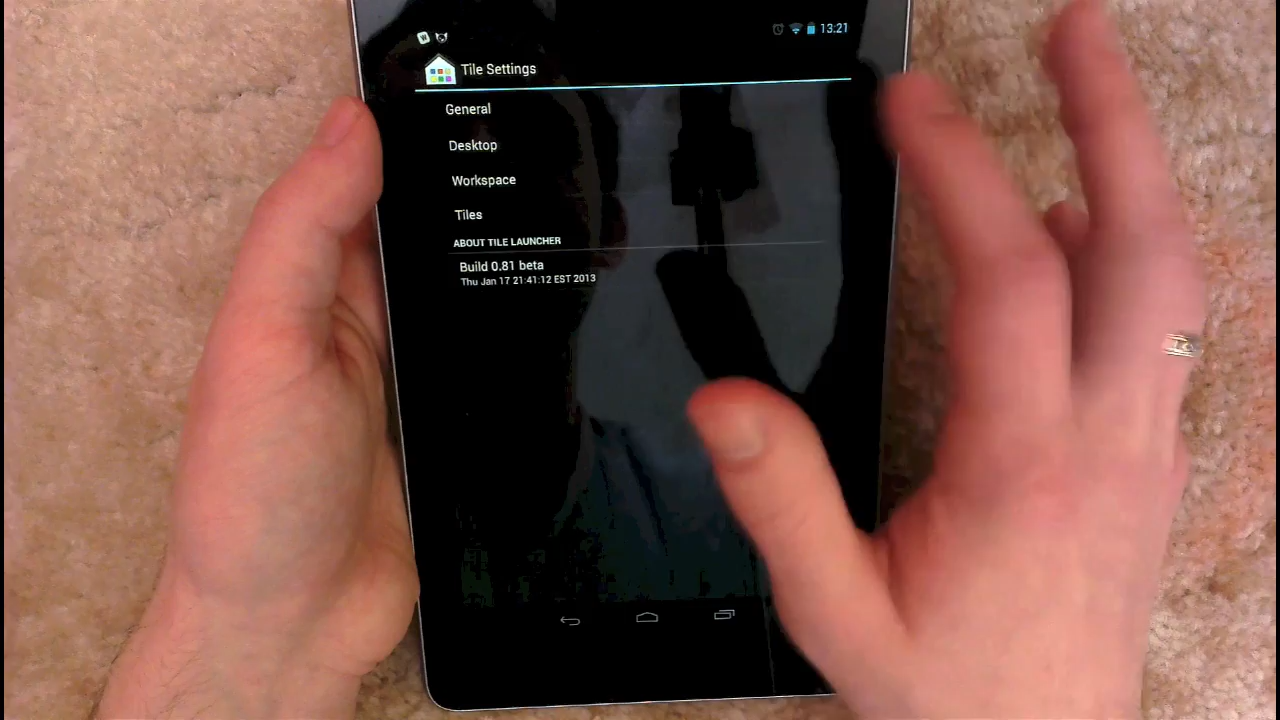 13:21
Tile Settings
General
Desktop
Workspace
Tiles
ABOUT TILE LAUNCHER
Build 0.81 beta
Thu Jan 17 21:41:12 EST 2013